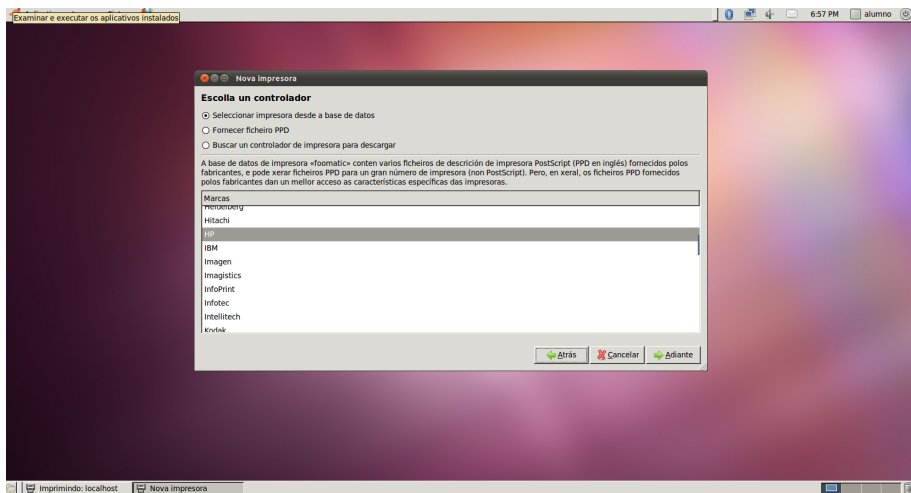 Examinar e executar os aplicativos instalados
6:57 PM
alumno
Nova impresora
Escolla un controlador
Seleccionar impresora desde a base de datos
Fornecer ficheiro PPD
Buscar un controlador de impresora para descargar
A base de datos de impresora «foomatic» conten varios ficheiros de descrición de impresora PostScript (PPD en inglés) fornecidos polos
fabricantes, e pode xerar ficheiros PPD para un gran número de impresora (non PostScript). Pero, en xeral, os ficheiros PPD fornecidos
polos fabricantes dan un mellor acceso as características específicas das impresoras.
Marcas
Heidelberg
Hitachi
HP
IBM
Imagen
Imagistics
InfoPrint
Infotec
Intellitech
Kodak
Atrás
Cancelar
Adiante
Imprimindo: localhost
Nova impresora